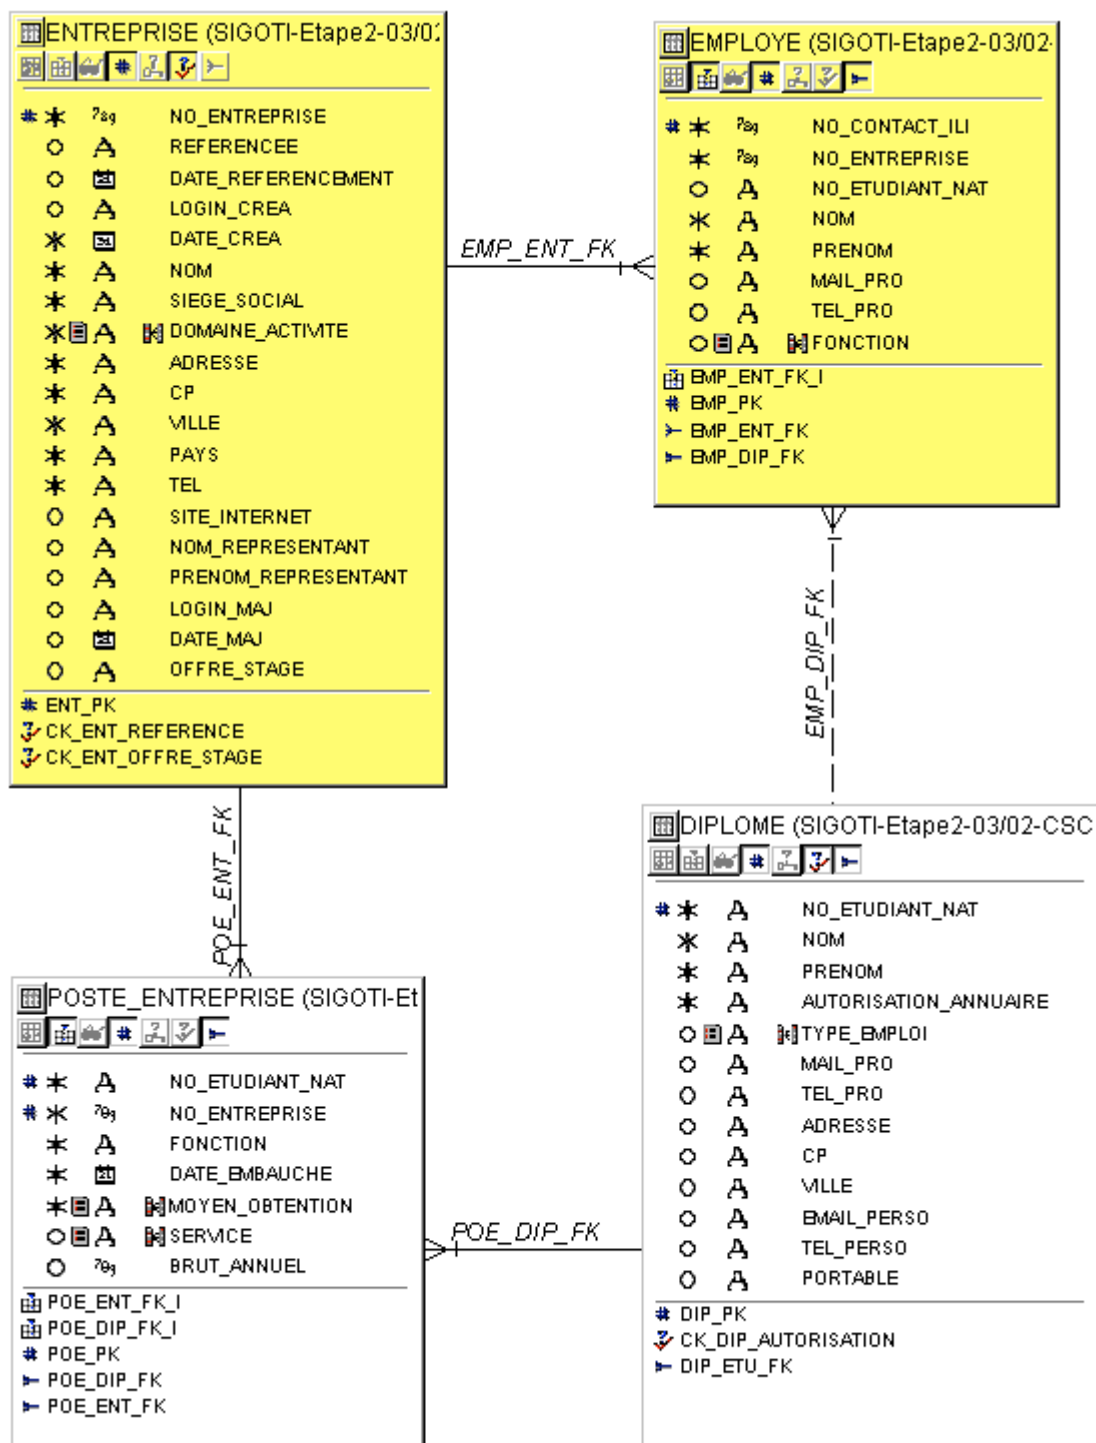 ENTREPRISE (SIGOTI-Etape2-03/02
NO_ENTREPRISE
REFERENCEE
DATE_REFERENCEMENT
LOGIN_CREA
DATE_CREA
NOM
SIEGE_SOCIAL
DOMAINE_ACTIVITE
ADRESSE
CP
VILLE
PAYS
TEL
SITE_INTERNET
NOM_REPRESENTANT
PRENOM_REPRESENTANT
LOGIN_MAJ
DATE_MAJ
OFFRE_STAGE
ENT_PK
CK_ENT_REFERENCE
CK_ENT_OFFRE_STAGE
EMP_ENT_FK
EMPLOYE (SIGOTI-Etape2-03/02-
NO_CONTACT_ILI
NO_ENTREPRISE
NO_ETUDIANT_NAT
NOM
PRENOM
MAIL_PRO
TEL_PRO
FONCTION
EMP_ENT_FK_I
EMP_PK
EMP_ENT_FK
EMP_DIP_FK
EMP_DIP_FK
POE_ENT_FK
POSTE_ENTREPRISE (SIGOTI-Et
NO_ETUDIANT_NAT
NO_ENTREPRISE
FONCTION
DATE_EMBAUCHE
MOYEN_OBTENTION
SERVICE
BRUT_ANNUEL
POE_ENT_FK_I
POE_DIP_FK_I
POE_PK
POE_DIP_FK
POE_ENT_FK
POE_DIP_FK
DIPLOME (SIGOTI-Etape2-03/02-CSC
NO_ETUDIANT_NAT
NOM
PRENOM
AUTORISATION_ANNUAIRE
TYPE_EMPLOI
MAIL_PRO
TEL_PRO
ADRESSE
CP
VILLE
EMAIL_PERSO
TEL_PERSO
PORTABLE
DIP_PK
CK_DIP_AUTORISATION
DIP_ETU_FK